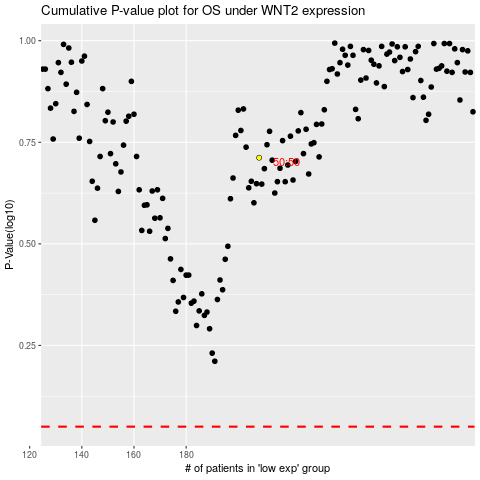 Cumulative P-value plot for OS under WNT2 expression
P-Value(log10)
1.00
0.75
0.50
0.25
50:50
120 140 160 180
# of patients in 'low exp' group